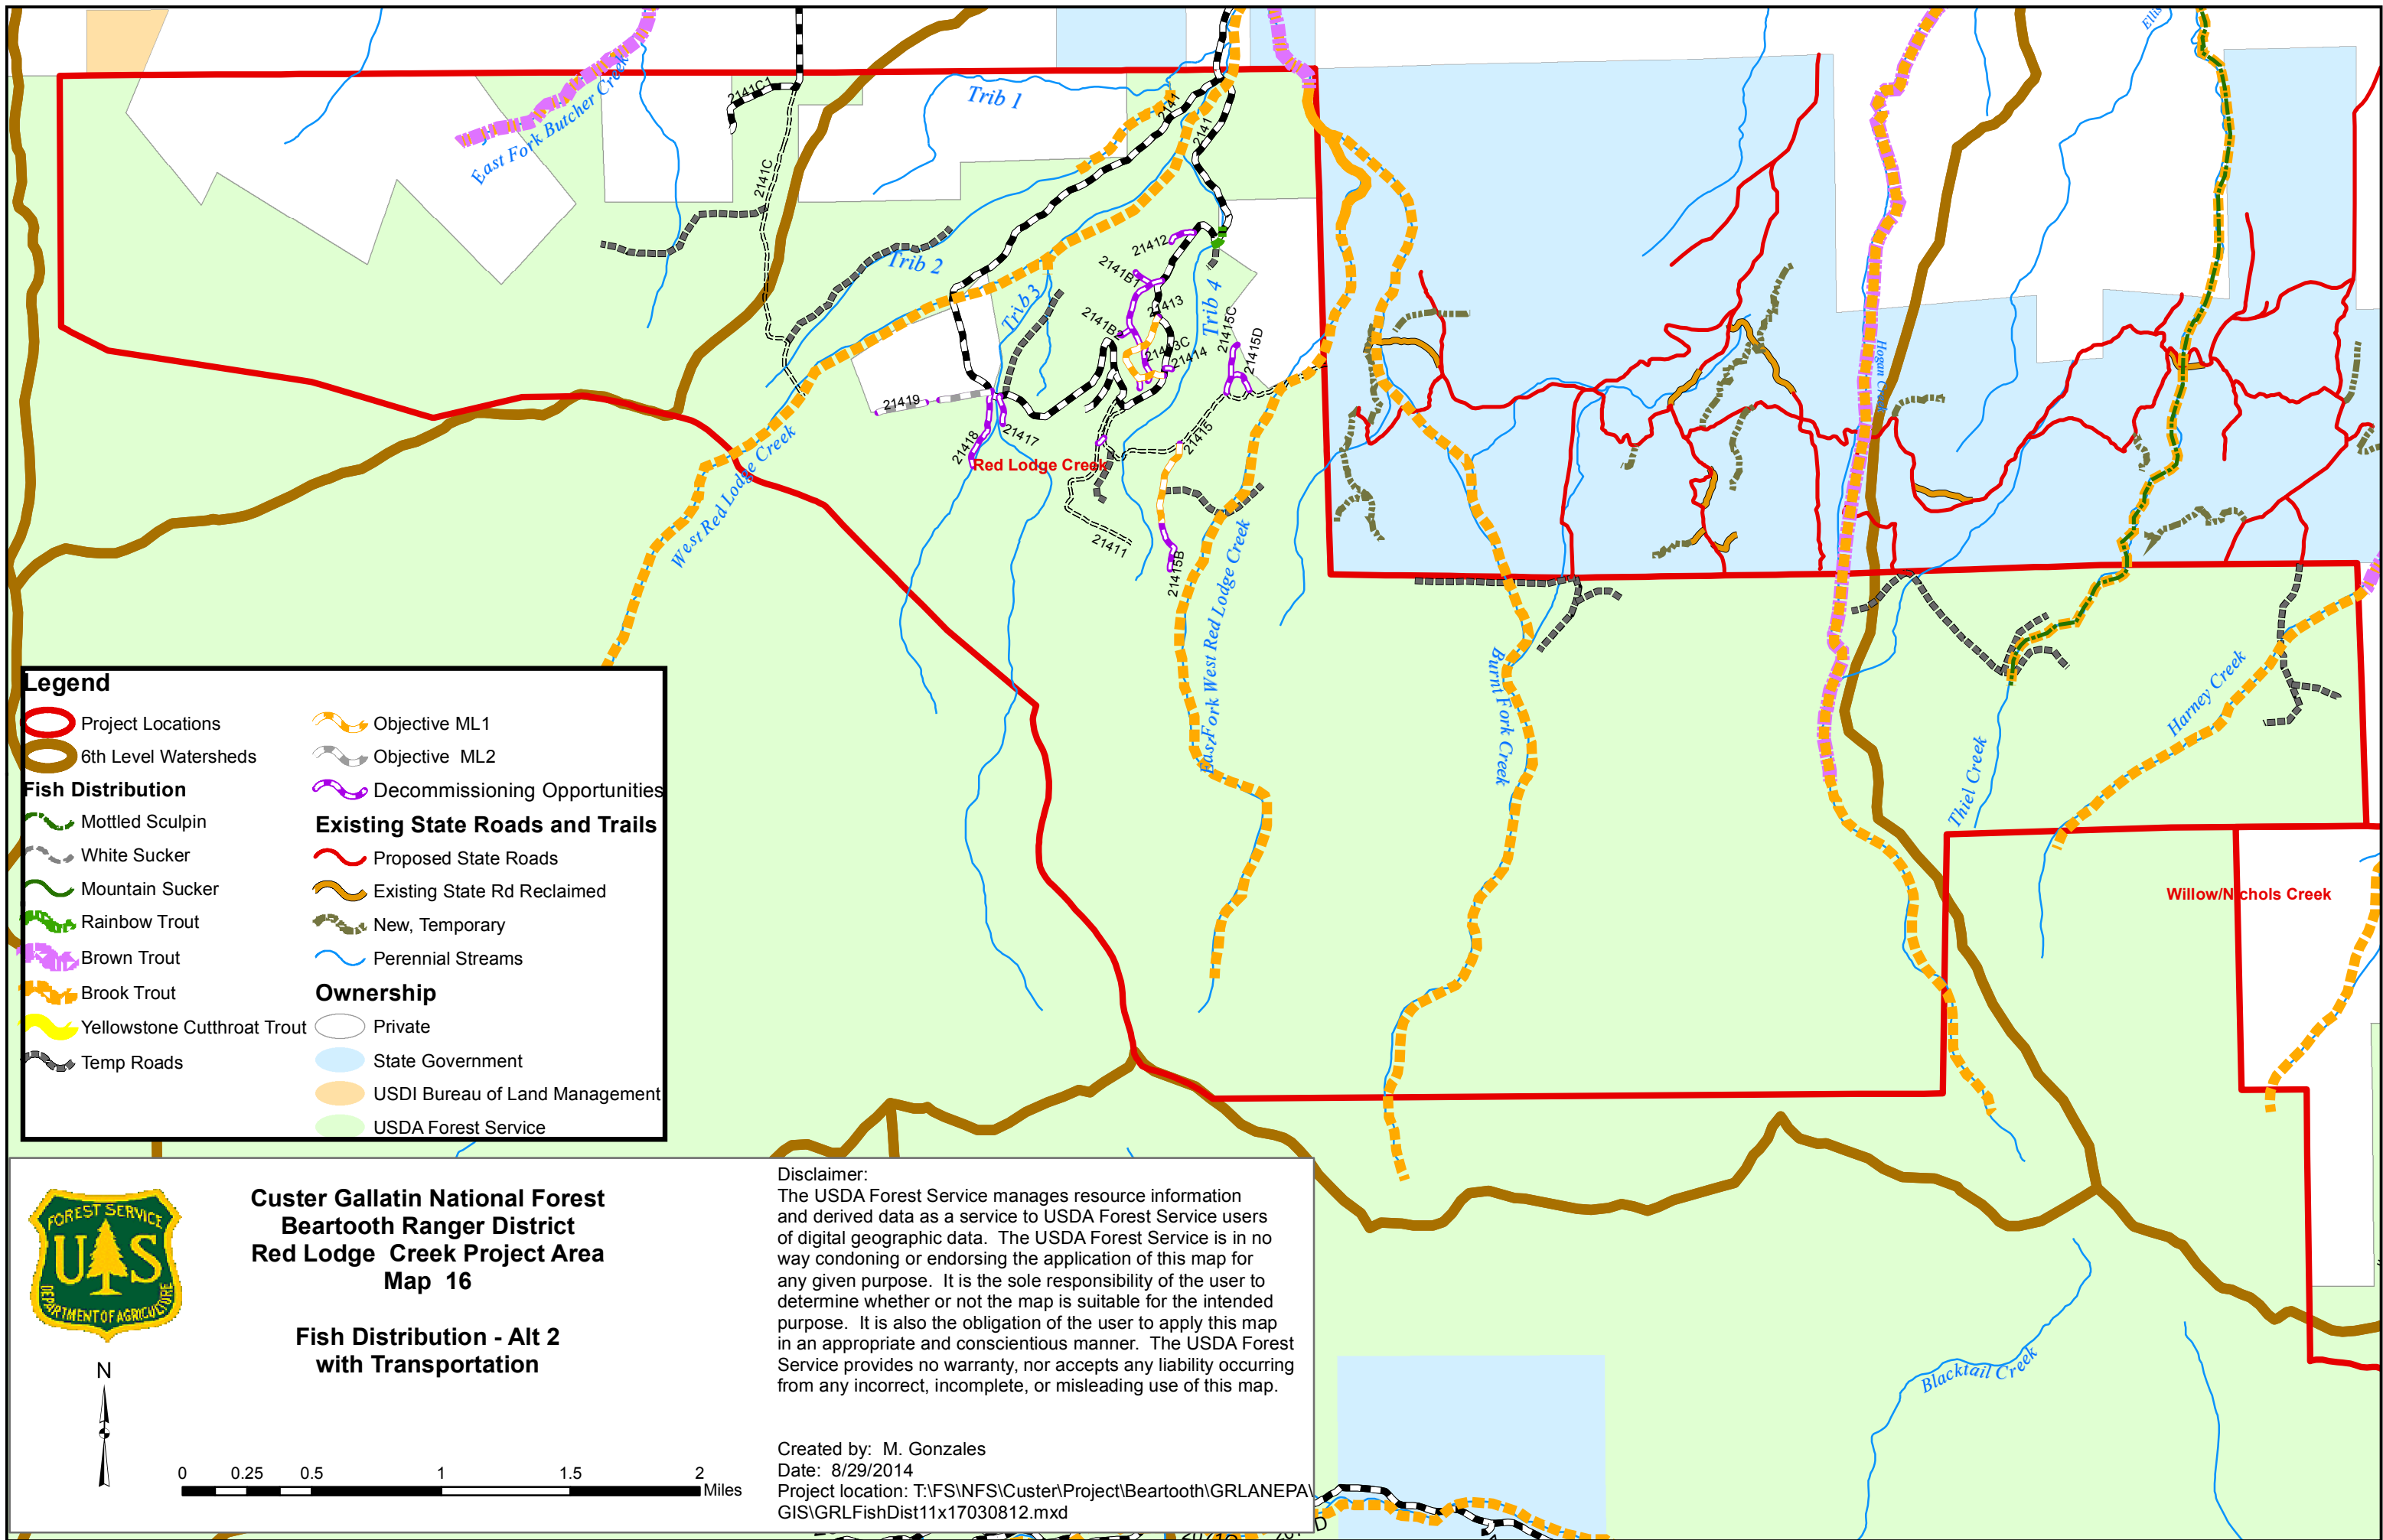 East Fork Butcher Creek
2141C1
2141C
Trib 1
2141
2141
Ellis
Trib 2
Trib 3
Trib 4
21412
2141B1
21413
2141B
21414
21415C
21415D
21419
21418
21417
21415
21411
21415B
Red Lodge Creek
West Red Lodge Creek
East Fork West Red Lodge Creek
Burnt Fork Creek
Hogan Creek
Thiel Creek
Harney Creek
Willow/Nichols Creek
Blacktail Creek
Legend
Project Locations
6th Level Watersheds
Fish Distribution
Mottled Sculpin
White Sucker
Mountain Sucker
Rainbow Trout
Brown Trout
Brook Trout
Yellowstone Cutthroat Trout
Temp Roads
Objective ML1
Objective ML2
Decommissioning Opportunities
Existing State Roads and Trails
Proposed State Roads
Existing State Rd Reclaimed
New, Temporary
Perennial Streams
Ownership
Private
State Government
USDI Bureau of Land Management
USDA Forest Service
FOREST SERVICE
U S
DEPARTMENT OF AGRICULTURE
Custer Gallatin National Forest
Beartooth Ranger District
Red Lodge Creek Project Area
Map 16
Fish Distribution - Alt 2
with Transportation
N
0 0.25 0.5 1 1.5 2
Miles
Disclaimer:
The USDA Forest Service manages resource information
and derived data as a service to USDA Forest Service users
of digital geographic data. The USDA Forest Service is in no
way condoning or endorsing the application of this map for
any given purpose. It is the sole responsibility of the user to
determine whether or not the map is suitable for the intended
purpose. It is also the obligation of the user to apply this map
in an appropriate and conscientious manner. The USDA Forest
Service provides no warranty, nor accepts any liability occurring
from any incorrect, incomplete, or misleading use of this map.
Created by: M. Gonzales
Date: 8/29/2014
Project location: T:\FS\NFS\Custer\Project\Beartooth\GRLANEPA\
GIS\GRLFishDist11x17030812.mxd